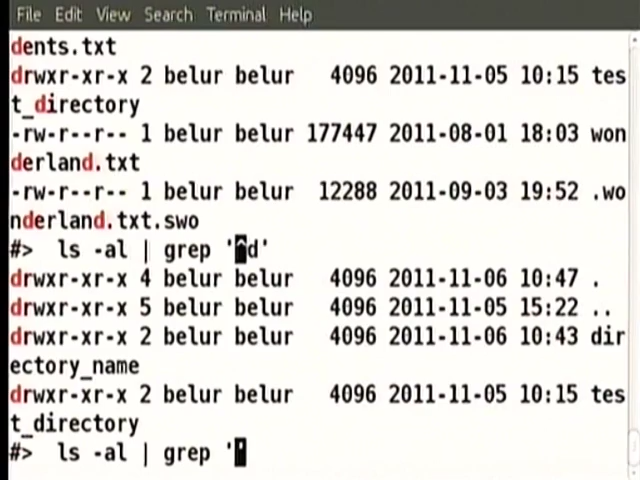 File Edit View Search Terminal Help
dents.txt
drwxr-xr-x 2 belur belur   4096 2011-11-05 10:15 tes
t_directory
-rw-r--r-- 1 belur belur 177447 2011-08-01 18:03 won
derland.txt
-rw-r--r-- 1 belur belur  12288 2011-09-03 19:52 .wo
nderland.txt.swo
#>  ls -al | grep '^d'
drwxr-xr-x 4 belur belur   4096 2011-11-06 10:47 .
drwxr-xr-x 5 belur belur   4096 2011-11-05 15:22 ..
drwxr-xr-x 2 belur belur   4096 2011-11-06 10:43 dir
ectory_name
drwxr-xr-x 2 belur belur   4096 2011-11-05 10:15 tes
t_directory
#>  ls -al | grep ''